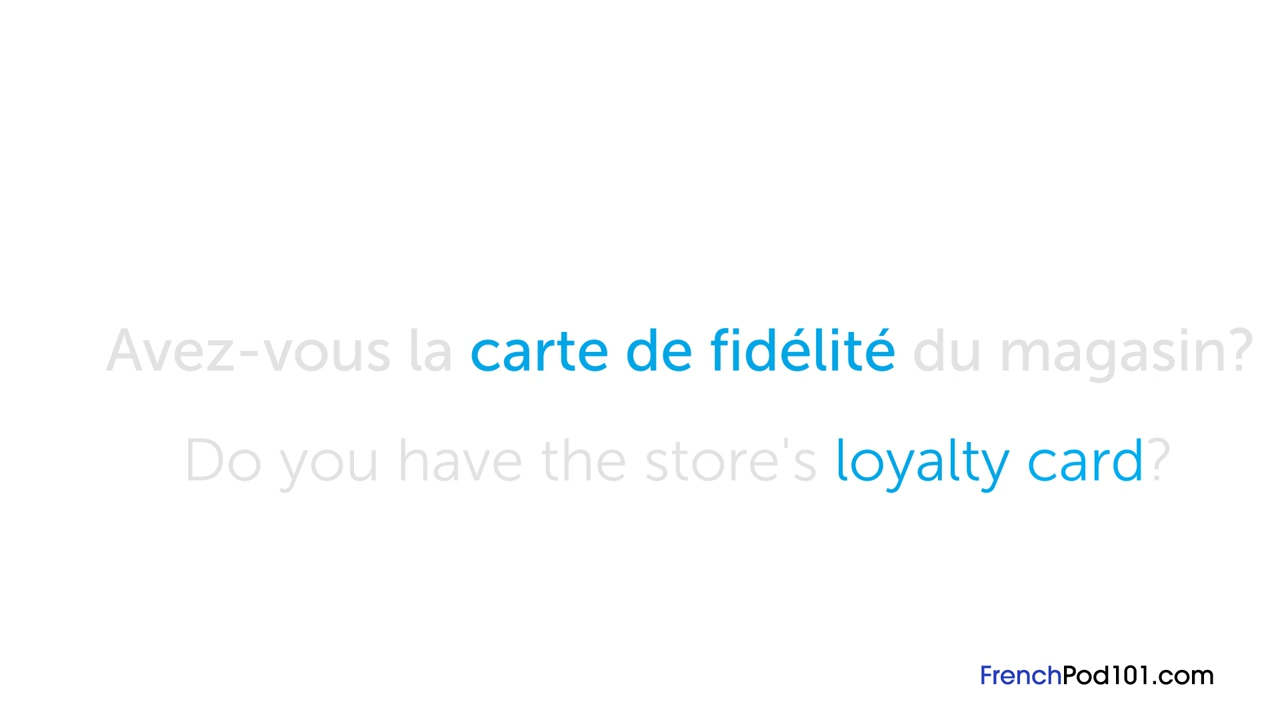 Avez-vous la carte de fidélité du magasin?
Do you have the store's loyalty card?
FrenchPod101.com